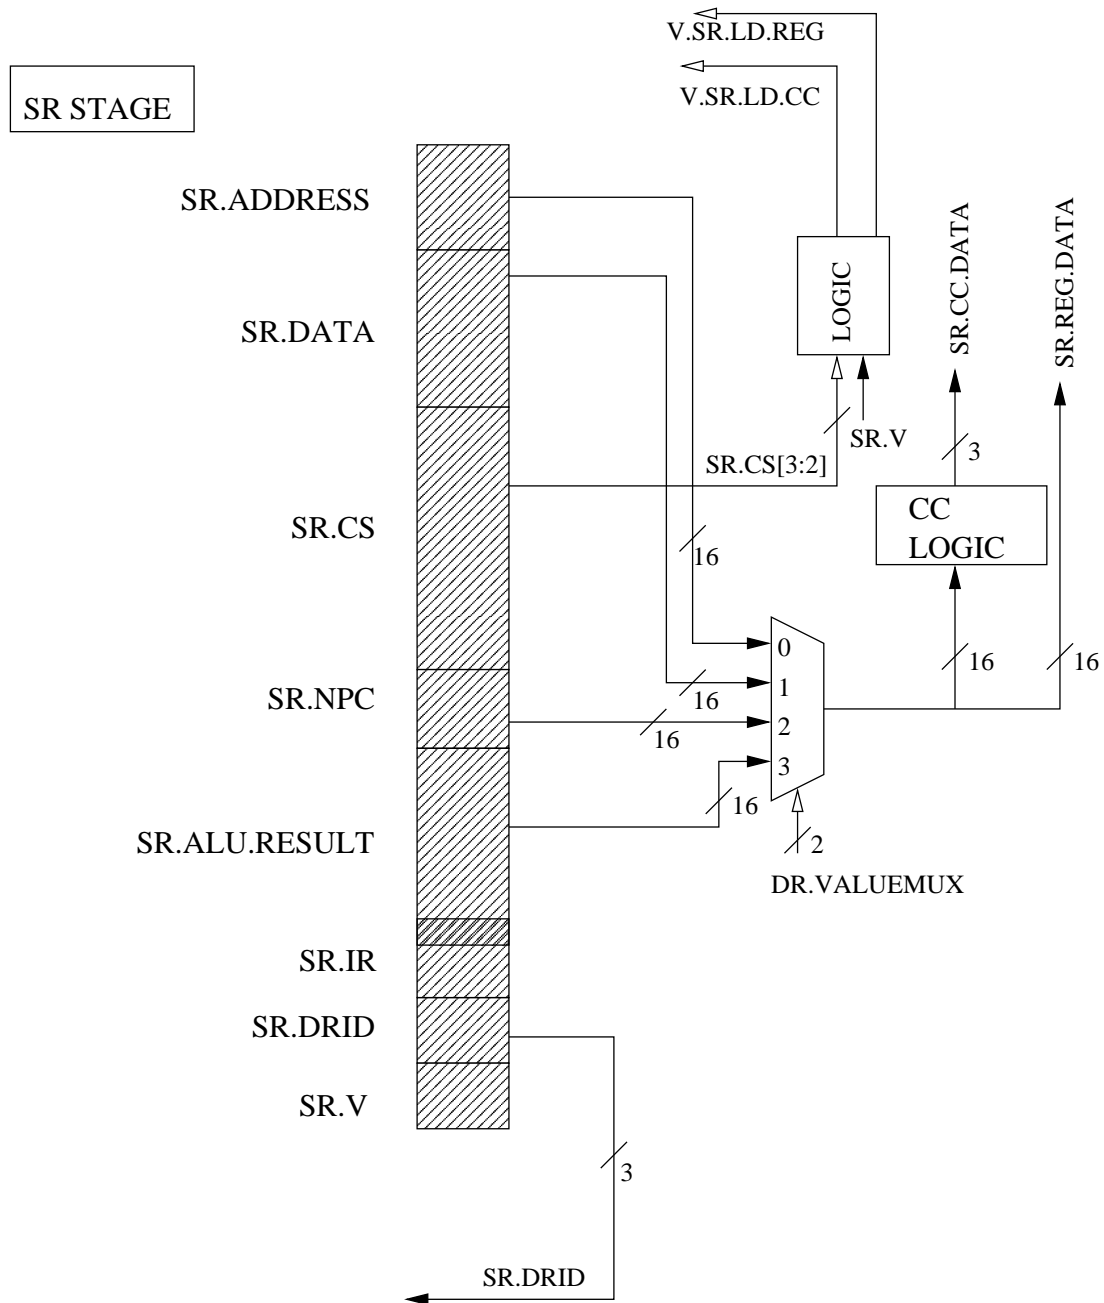 V.SR.LD.REG
SR STAGE
V.SR.LD.CC
SR.ADDRESS
SR.CC.DATA
SR.REG.DATA
LOGIC
SR.DATA
SR.V
3
SR.CS[3:2]
SR.CS
CC
LOGIC
16
0
16
16
1
16
SR.NPC
2
16
3
16
SR.ALU.RESULT
2
DR.VALUEMUX
SR.IR
SR.DRID
SR.V
3
SR.DRID